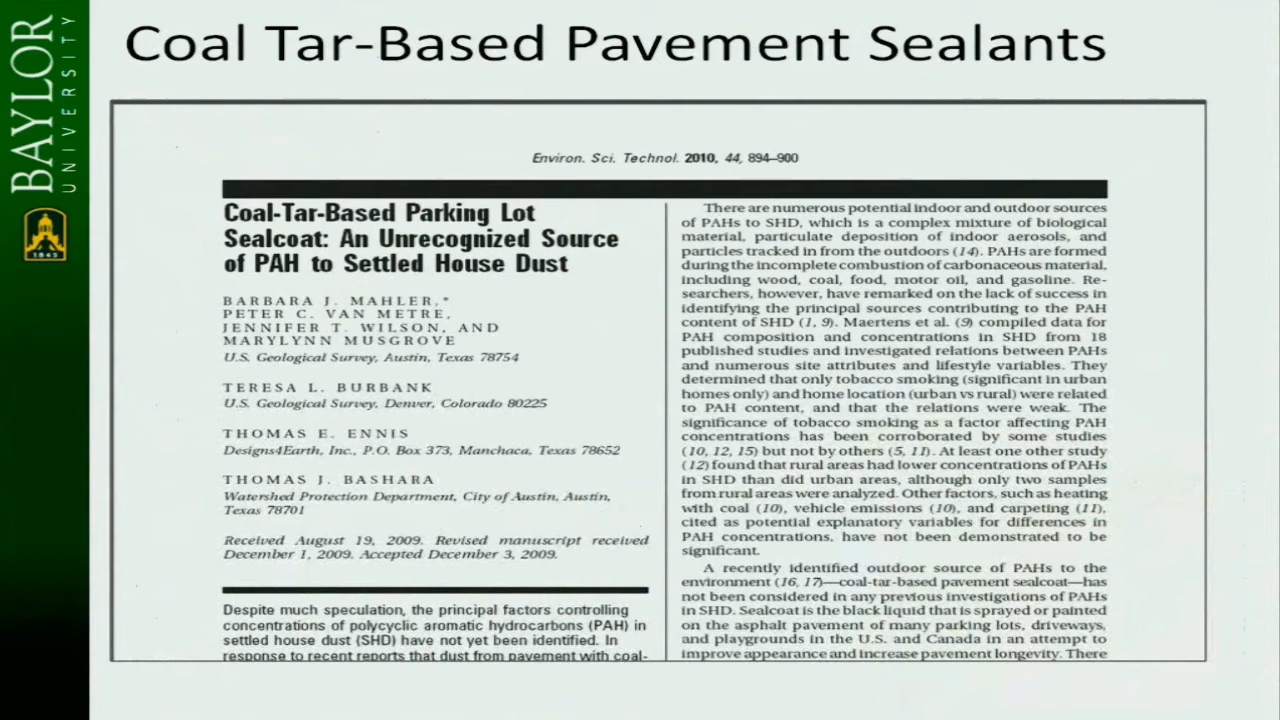 BAYLOR
UNIVERSITY
1845
Coal Tar-Based Pavement Sealants
Environ. Sci. Technol. 2010, 44, 894–900
Coal-Tar-Based Parking Lot
Sealcoat: An Unrecognized Source
of PAH to Settled House Dust
BARBARA J. MAHLER,*
PETER C. VAN METRE,
JENNIFER T. WILSON, AND
MARYLYNN MUSGROVE
U.S. Geological Survey, Austin, Texas 78754
TERESA L. BURBANK
U.S. Geological Survey, Denver, Colorado 80225
THOMAS E. ENNIS
Designs4Earth, Inc., P.O. Box 373, Manchaca, Texas 78652
THOMAS J. BASHARA
Watershed Protection Department, City of Austin, Austin,
Texas 78701
Received August 19, 2009. Revised manuscript received
December 1, 2009. Accepted December 3, 2009.
Despite much speculation, the principal factors controlling
concentrations of polycyclic aromatic hydrocarbons (PAH) in
settled house dust (SHD) have not yet been identified. In
response to recent reports that dust from pavement with coal-
There are numerous potential indoor and outdoor sources
of PAHs to SHD, which is a complex mixture of biological
material, particulate deposition of indoor aerosols, and
particles tracked in from the outdoors (14). PAHs are formed
during the incomplete combustion of carbonaceous material,
including wood, coal, food, motor oil, and gasoline. Re-
searchers, however, have remarked on the lack of success in
identifying the principal sources contributing to the PAH
content of SHD (1, 9). Maertens et al. (9) compiled data for
PAH composition and concentrations in SHD from 18
published studies and investigated relations between PAHs
and numerous site attributes and lifestyle variables. They
determined that only tobacco smoking (significant in urban
homes only) and home location (urban vs rural) were related
to PAH content, and that the relations were weak. The
significance of tobacco smoking as a factor affecting PAH
concentrations has been corroborated by some studies
(10, 12, 15) but not by others (5, 11). At least one other study
(12) found that rural areas had lower concentrations of PAHs
in SHD than did urban areas, although only two samples
from rural areas were analyzed. Other factors, such as heating
with coal (10), vehicle emissions (10), and carpeting (11),
cited as potential explanatory variables for differences in
PAH concentrations, have not been demonstrated to be
significant.
A recently identified outdoor source of PAHs to the
environment (16, 17)—coal-tar-based pavement sealcoat—has
not been considered in any previous investigations of PAHs
in SHD. Sealcoat is the black liquid that is sprayed or painted
on the asphalt pavement of many parking lots, driveways,
and playgrounds in the U.S. and Canada in an attempt to
improve appearance and increase pavement longevity. There